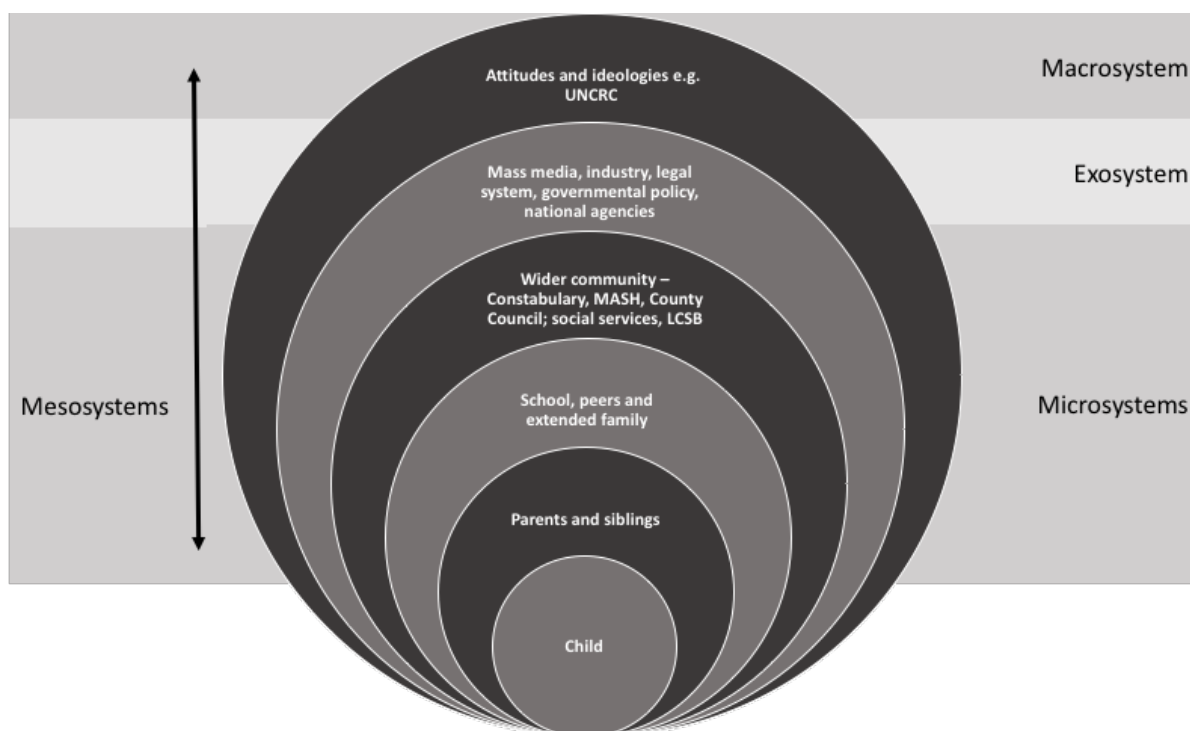 Attitudes and ideologies e.g.
UNCRC
Macrosystem
Mass media, industry, legal
system, governmental policy,
national agencies
Exosystem
Wider community –
Constabulary, MASH, County
Council; social services, LCSB
Mesosystems
School, peers and
extended family
Microsystems
Parents and siblings
Child